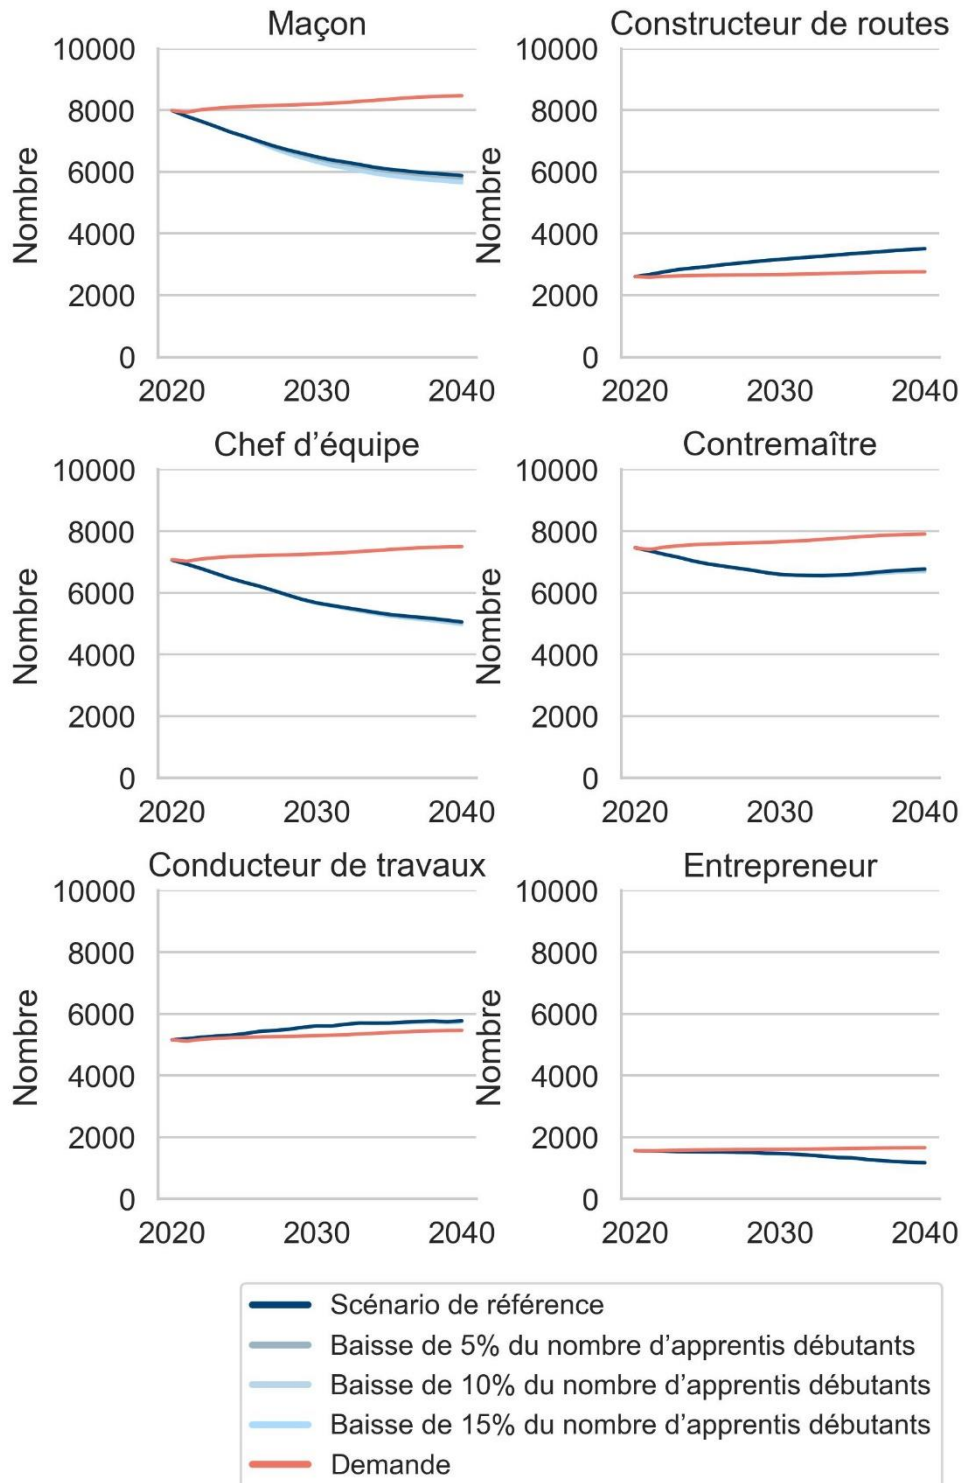 Maçon
10000
8000
6000
4000
2000
0
Nombre
2020 2030 2040
Constructeur de routes
10000
8000
6000
4000
2000
0
Nombre
2020 2030 2040
Chef d’équipe
10000
8000
6000
4000
2000
0
Nombre
2020 2030 2040
Contremaître
10000
8000
6000
4000
2000
0
Nombre
2020 2030 2040
Conducteur de travaux
10000
8000
6000
4000
2000
0
Nombre
2020 2030 2040
Entrepreneur
10000
8000
6000
4000
2000
0
Nombre
2020 2030 2040
Scénario de référence
Baisse de 5% du nombre d’apprentis débutants
Baisse de 10% du nombre d’apprentis débutants
Baisse de 15% du nombre d’apprentis débutants
Demande